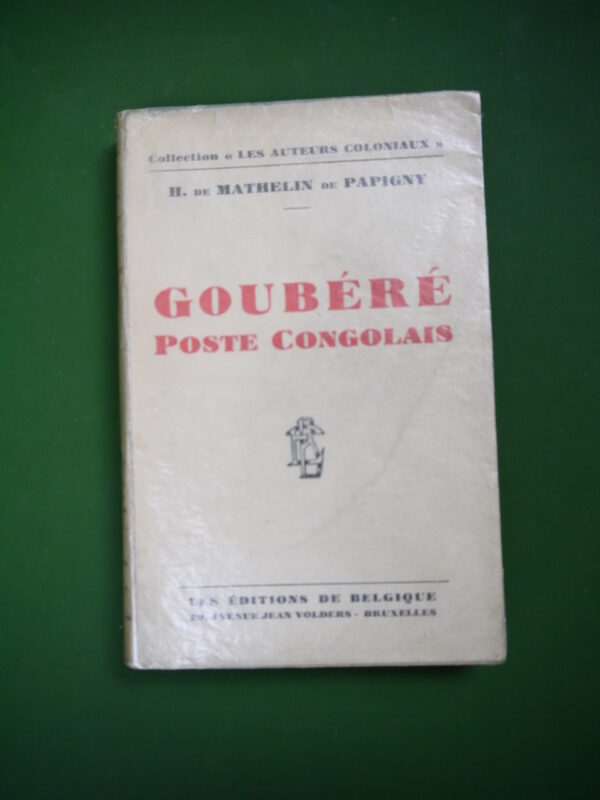 Collection « LES AUTEURS COLONIAUX »
H. DE MATHELIN DE PAPIGNY
GOUBÉRÉ
POSTE CONGOLAIS
LES ÉDITIONS DE BELGIQUE
AVENUE JEAN VOLDERS - BRUXELLES